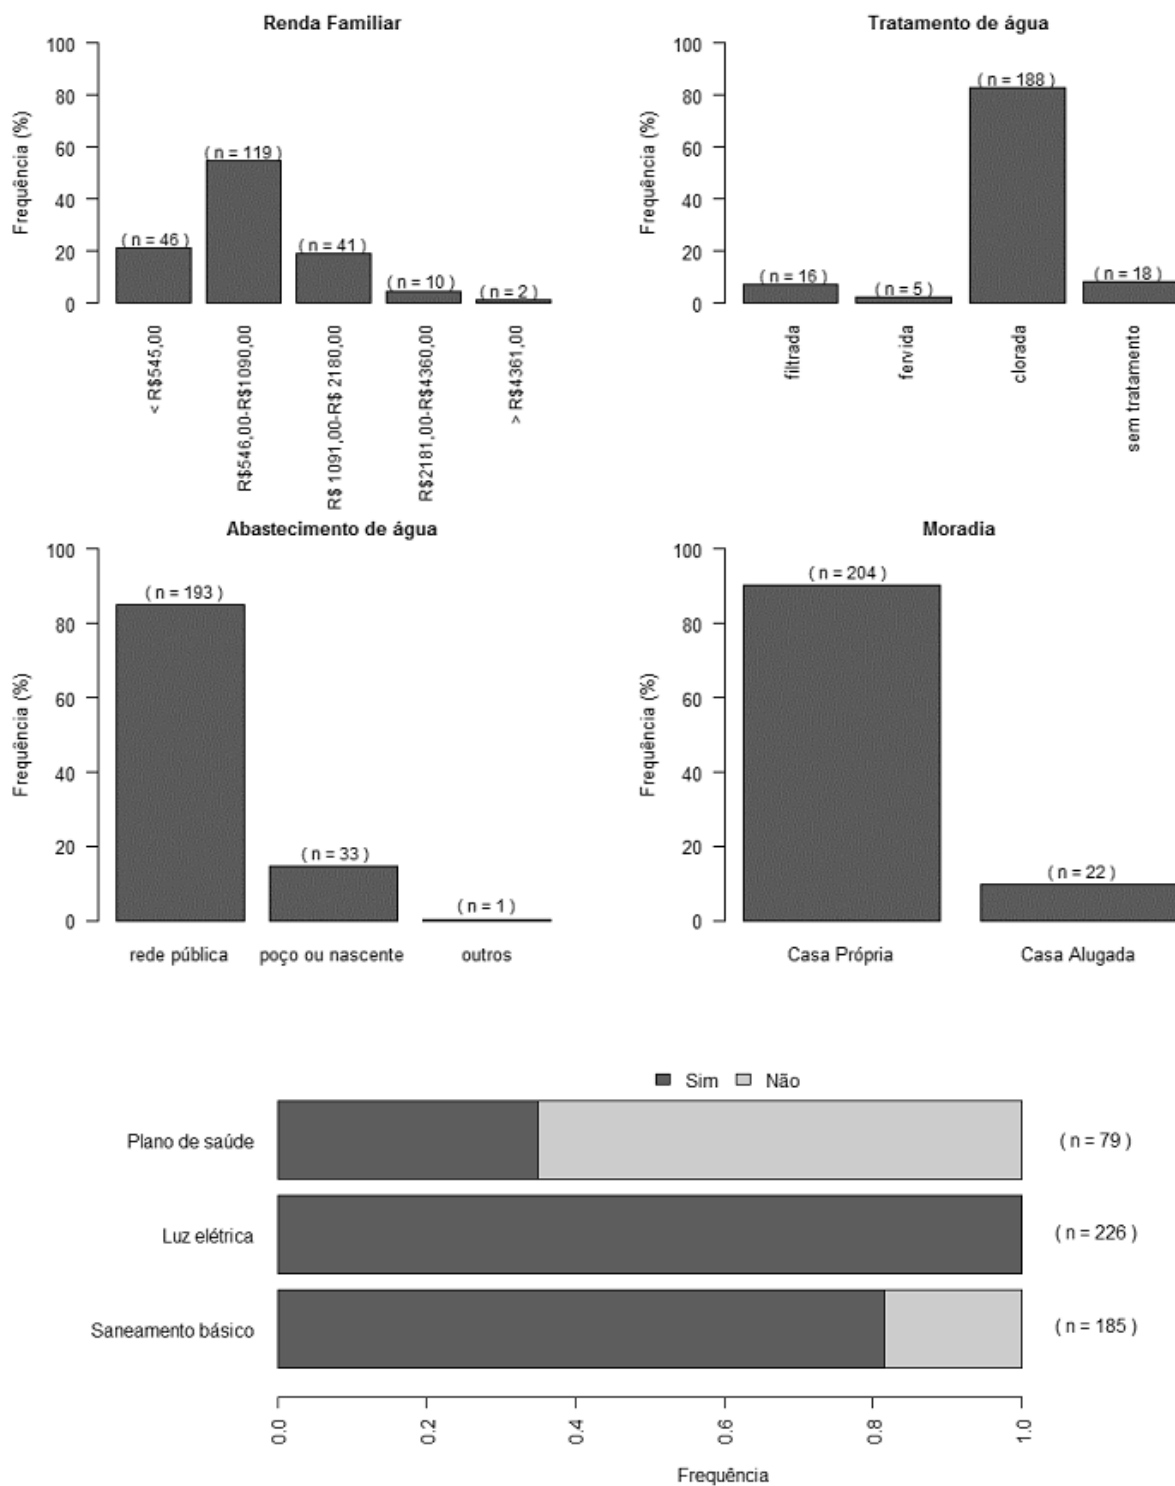 Renda Familiar
Frequência (%)
100
80
60
40
20
0
( n = 46 )
( n = 119 )
( n = 41 )
( n = 10 )
( n = 2 )
< R$545,00
R$546,00-R$1090,00
R$ 1091,00-R$ 2180,00
R$2181,00-R$4360,00
> R$4361,00
Tratamento de água
Frequência (%)
100
80
60
40
20
0
( n = 16 )
( n = 5 )
( n = 188 )
( n = 18 )
filtrada
fervida
clorada
sem tratamento
Abastecimento de água
Frequência (%)
100
80
60
40
20
0
( n = 193 )
( n = 33 )
( n = 1 )
rede pública
poço ou nascente
outros
Moradia
Frequência (%)
100
80
60
40
20
0
( n = 204 )
( n = 22 )
Casa Própria
Casa Alugada
Sim Não
Plano de saúde ( n = 79 )
Luz elétrica ( n = 226 )
Saneamento básico ( n = 185 )
0.0 0.2 0.4 0.6 0.8 1.0
Frequência